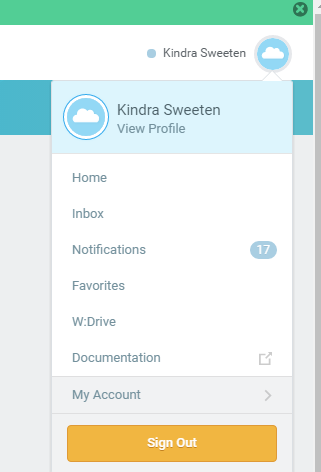 Kindra Sweeten
Kindra Sweeten
View Profile
Home
Inbox
Notifications 17
Favorites
W:Drive
Documentation
My Account
Sign Out